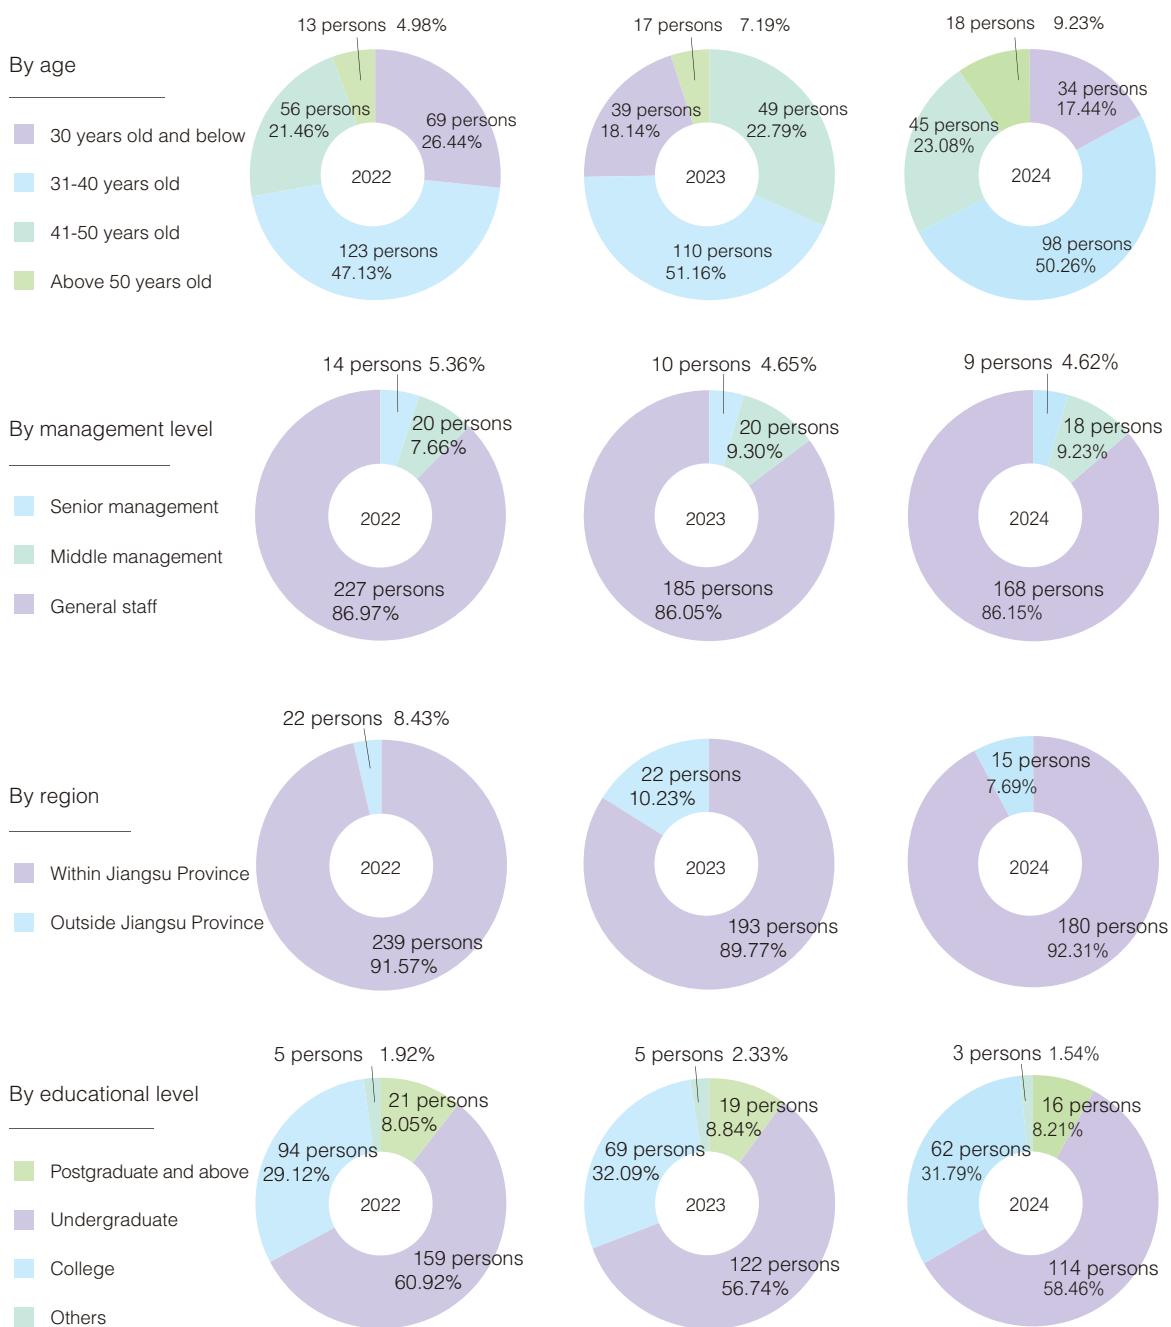 By age
30 years old and below
31-40 years old
41-50 years old
Above 50 years old
13 persons 4.98%
56 persons
21.46%
69 persons
26.44%
2022
123 persons
47.13%
17 persons 7.19%
39 persons
18.14%
49 persons
22.79%
2023
110 persons
51.16%
18 persons 9.23%
34 persons
17.44%
45 persons
23.08%
2024
98 persons
50.26%
By management level
Senior management
Middle management
General staff
14 persons 5.36%
20 persons
7.66%
2022
227 persons
86.97%
10 persons 4.65%
20 persons
9.30%
2023
185 persons
86.05%
9 persons 4.62%
18 persons
9.23%
2024
168 persons
86.15%
By region
Within Jiangsu Province
Outside Jiangsu Province
22 persons 8.43%
2022
239 persons
91.57%
22 persons
10.23%
2023
193 persons
89.77%
15 persons
7.69%
2024
180 persons
92.31%
By educational level
Postgraduate and above
Undergraduate
College
Others
5 persons 1.92%
21 persons
8.05%
94 persons
29.12%
2022
159 persons
60.92%
5 persons 2.33%
19 persons
8.84%
69 persons
32.09%
2023
122 persons
56.74%
3 persons 1.54%
16 persons
8.21%
62 persons
31.79%
2024
114 persons
58.46%